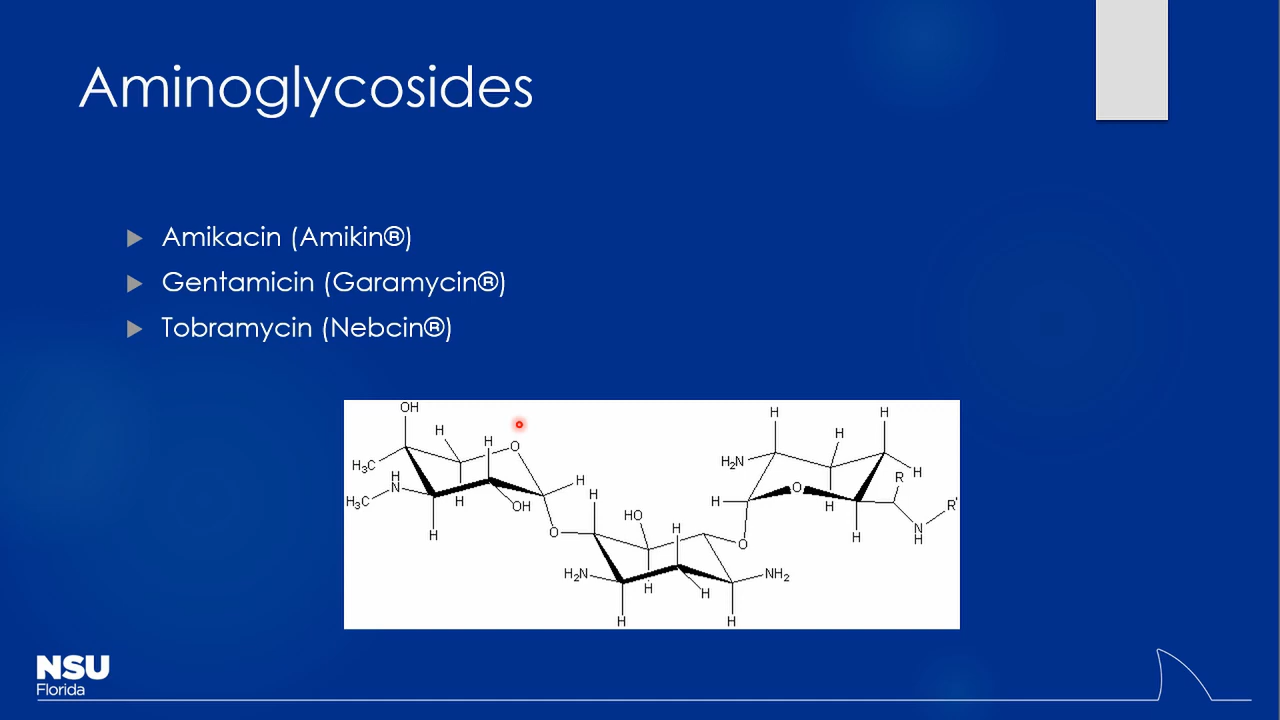 Aminoglycosides
Amikacin (Amikin®)
Gentamicin (Garamycin®)
Tobramycin (Nebcin®)
OH
H
H
O
H₃C
H
N
H₃C
H
OH
H
H
H
O
HO
H
H₂N
H
H
NH₂
H
H
O
H
H
H
H₂N
H
R
H
O
H
R'
N
H
H
NSU
Florida